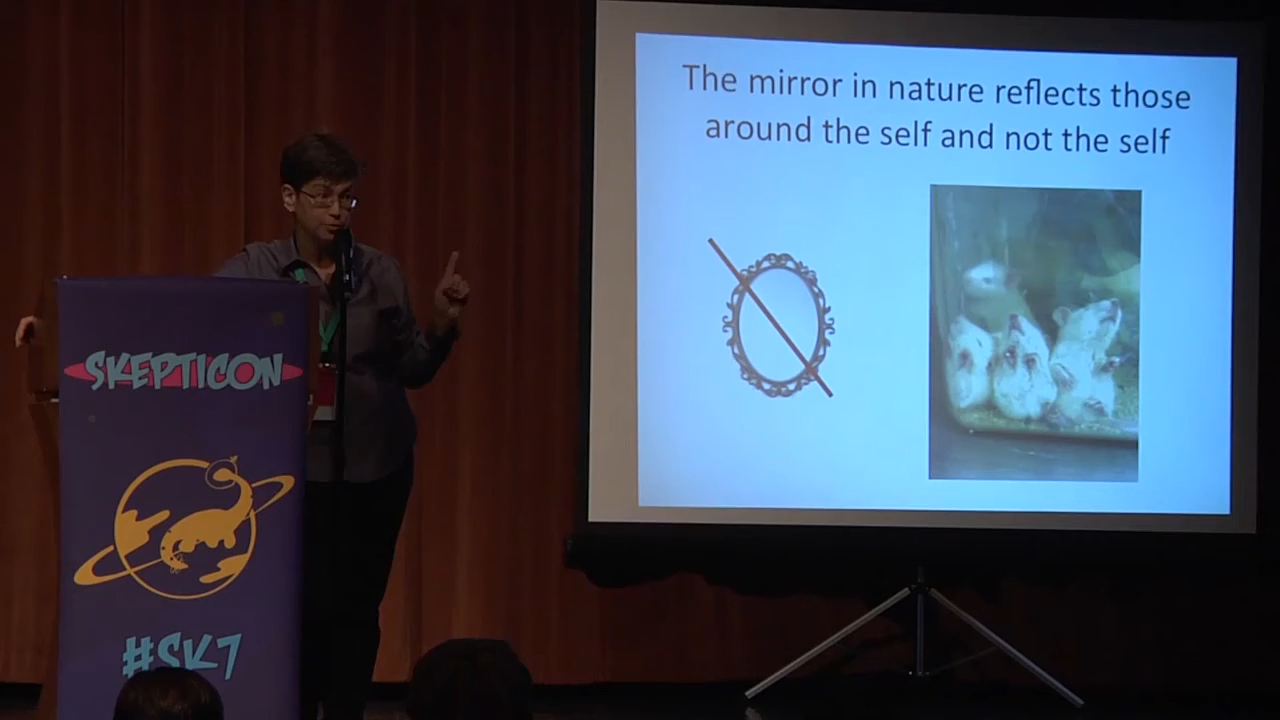 The mirror in nature reflects those
around the self and not the self
SKEPTICON
#SK7